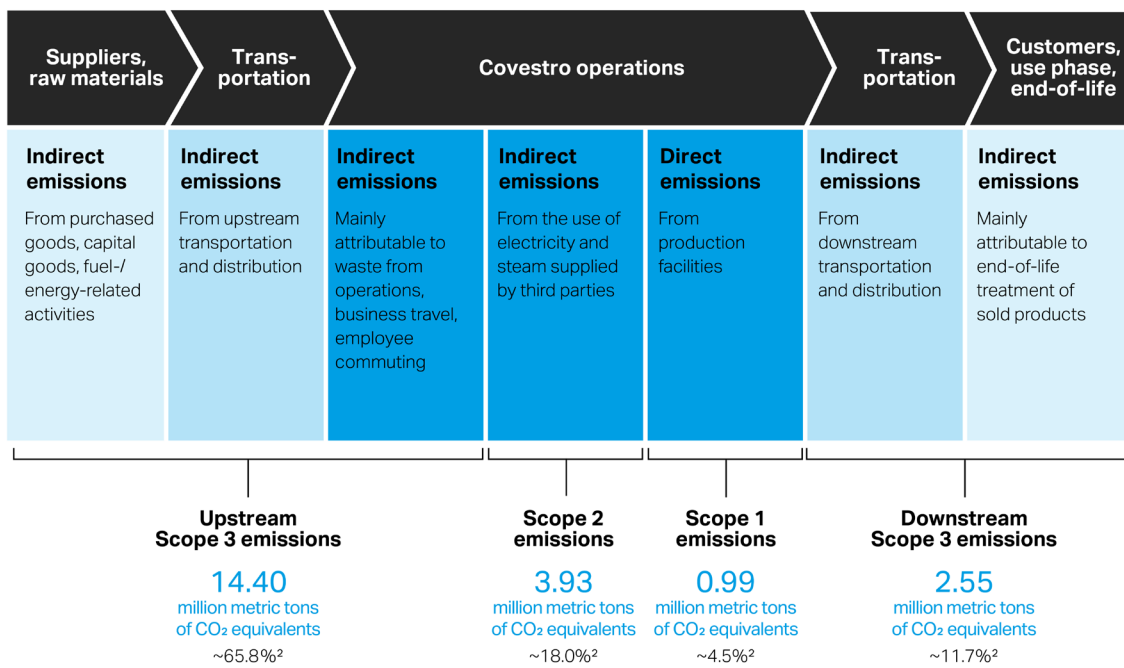 Suppliers,
raw materials
Trans-
portation
Covestro operations
Trans-
portation
Customers,
use phase,
end-of-life
Indirect
emissions
From purchased
goods, capital
goods, fuel-/
energy-related
activities
Indirect
emissions
From upstream
transportation
and distribution
Indirect
emissions
Mainly
attributable to
waste from
operations,
business travel,
employee
commuting
Indirect
emissions
From the use of
electricity and
steam supplied
by third parties
Direct
emissions
From
production
facilities
Indirect
emissions
From
downstream
transportation
and distribution
Indirect
emissions
Mainly
attributable to
end-of-life
treatment of
sold products
Upstream
Scope 3 emissions
14.40
million metric tons
of CO₂ equivalents
~65.8%²
Scope 2
emissions
3.93
million metric tons
of CO₂ equivalents
~18.0%²
Scope 1
emissions
0.99
million metric tons
of CO₂ equivalents
~4.5%²
Downstream
Scope 3 emissions
2.55
million metric tons
of CO₂ equivalents
~11.7%²